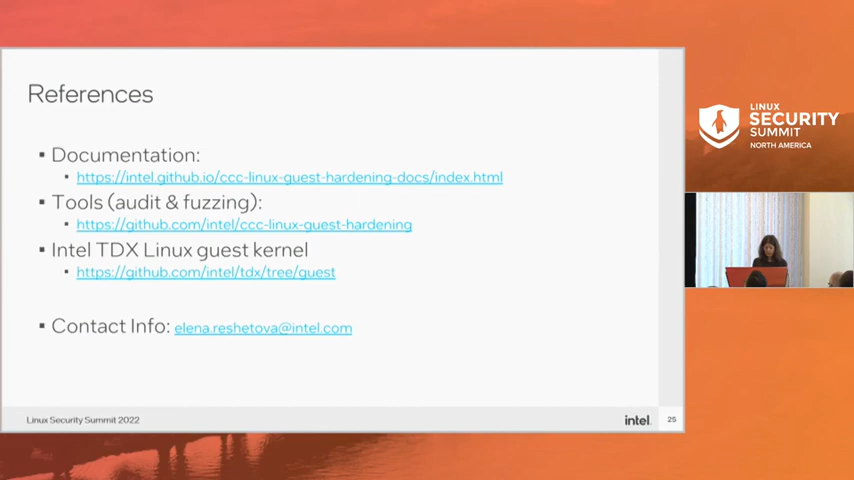 References
Documentation:
https://intel.github.io/ccc-linux-guest-hardening-docs/index.html
Tools (audit & fuzzing):
https://github.com/intel/ccc-linux-guest-hardening
Intel TDX Linux guest kernel
https://github.com/intel/tdx/tree/guest
Contact Info: elena.reshetova@intel.com
Linux Security Summit 2022
intel.
25
LINUX
SECURITY
SUMMIT
NORTH AMERICA